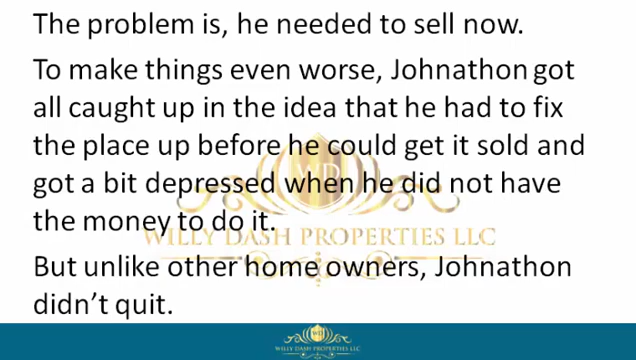 The problem is, he needed to sell now.
To make things even worse, Johnathon got
all caught up in the idea that he had to fix
the place up before he could get it sold and
got a bit depressed when he did not have
the money to do it.
WILLY DASH PROPERTIES LLC
But unlike other home owners, Johnathon
didn't quit.
WILLY DASH PROPERTIES LLC